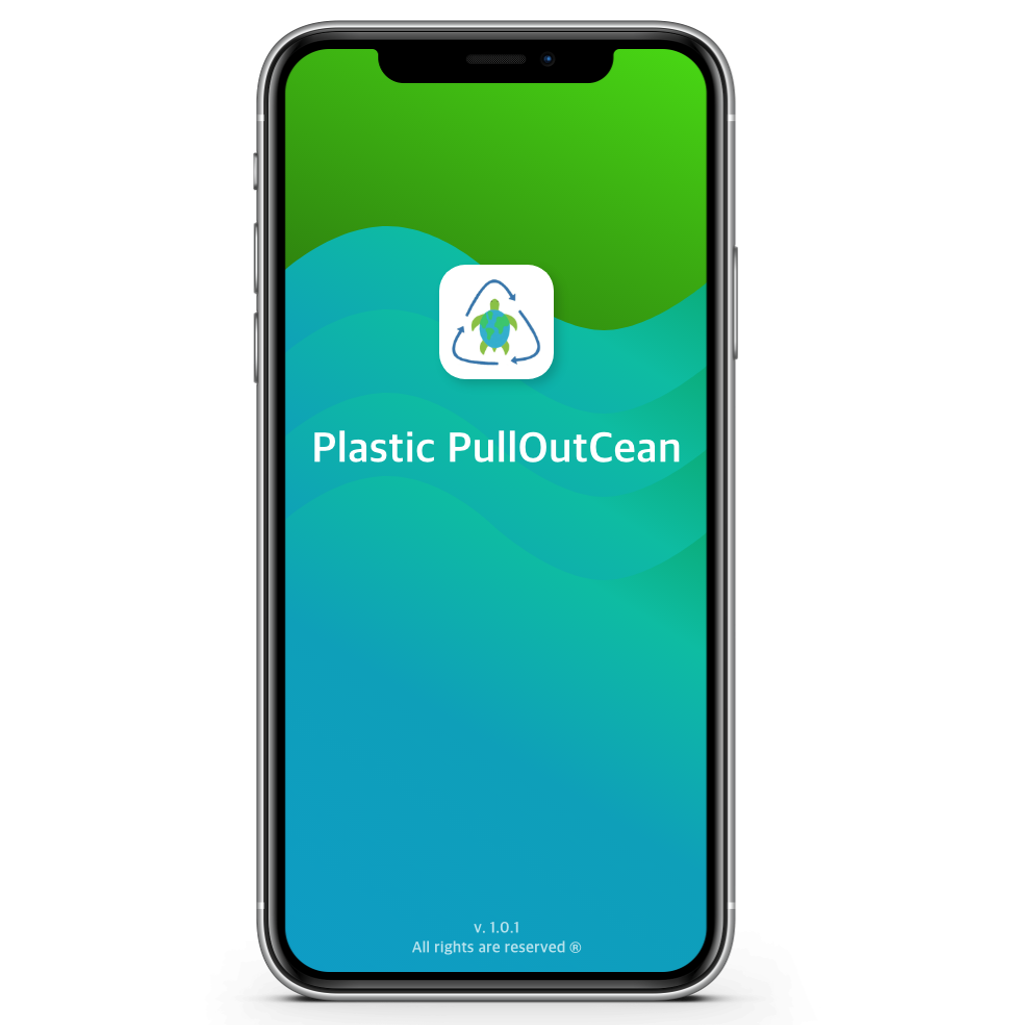 Plastic PullOutCean
v. 1.0.1
All rights are reserved ®